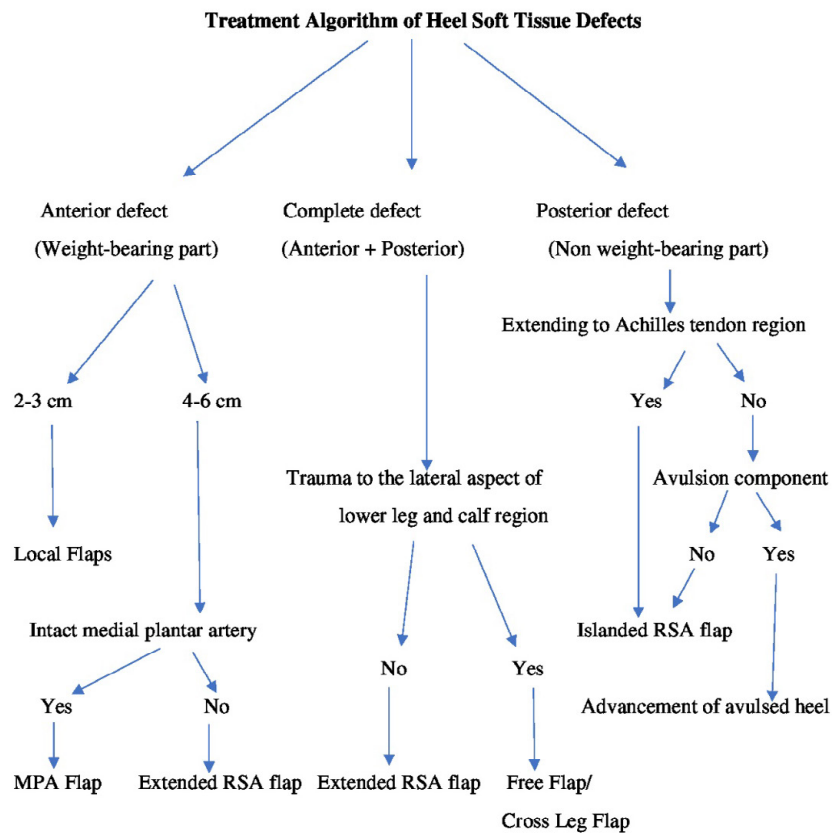 Treatment Algorithm of Heel Soft Tissue Defects
Anterior defect
(Weight-bearing part)
Complete defect
(Anterior + Posterior)
Posterior defect
(Non weight-bearing part)
Extending to Achilles tendon region
2-3 cm
4-6 cm
Yes
No
Trauma to the lateral aspect of
lower leg and calf region
Avulsion component
Local Flaps
No
Yes
Intact medial plantar artery
Islanded RSA flap
No
Yes
Yes
No
Advancement of avulsed heel
MPA Flap
Extended RSA flap
Extended RSA flap
Free Flap/
Cross Leg Flap